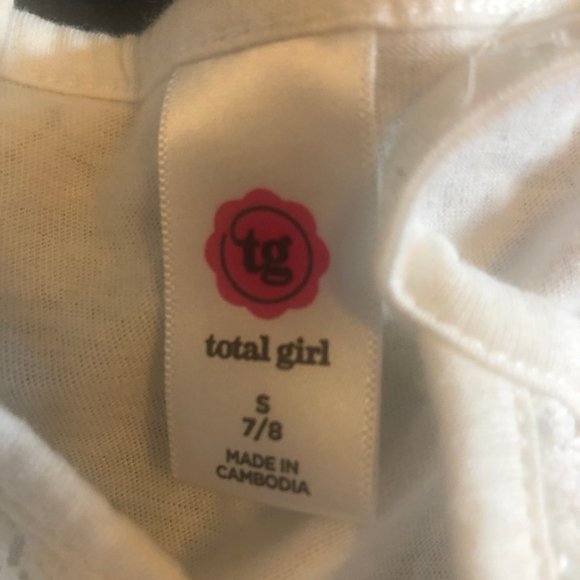 tg
total girl
S
7/8
MADE IN
CAMBODIA